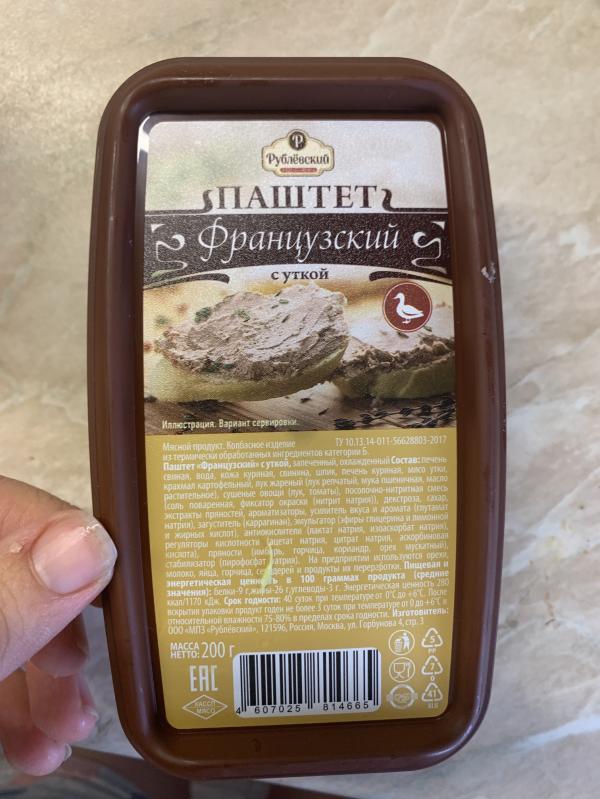 Рублёвский
ПАШТЕТ
Французский
с уткой
Иллюстрация. Вариант сервировки.
Мясной продукт. Колбасное изделие ТУ 10.13.14-011-56628803-2017
из термически обработанных ингредиентов категории Б.
Паштет «Французский» с уткой, запеченный, охлажденный Состав: печень
свиная, вода, кожа куриная, свинина, шпик, печень куриная, мясо утки,
крахмал картофельный, лук жареный (лук репчатый, мука пшеничная, масло
растительное), сушеные овощи (лук, томаты), посолочно-нитритная смесь
(соль поваренная, фиксатор окраски (нитрит натрия)), декстроза, сахар,
экстракты пряностей, ароматизаторы, усилитель вкуса и аромата (глутамат
натрия), загуститель (каррагинан), эмульгатор (эфиры глицерина и лимонной
и жирных кислот), антиокислители (лактат натрия, изоаскорбат натрия),
регуляторы кислотности (ацетат натрия, цитрат натрия, аскорбиновая
кислота), пряности (имбирь, горчица, кориандр, орех мускатный),
стабилизатор (пирофосфат натрия). На предприятии используются орехи,
молоко, яйца, горчица, сельдерей и продукты их переработки. Пищевая и
энергетическая ценность в 100 граммах продукта (средние
значения): белки-9 г,жиры-26 г,углеводы-3 г. Энергетическая ценность 280
ккал/1170 кДж. Срок годности: 40 суток при температуре от 0°С до +6°С. После
вскрытия упаковки продукт годен не более 3 суток при температуре от 0 до +6°С и
относительной влажности 75-80% в пределах срока годности. Изготовитель:
ООО «МПЗ «Рублёвский», 121596, Россия, Москва, ул. Горбунова 4, стр. 3
МАССА
НЕТТО: 200 г
EAC
ХАССП
МЯСО
4 607025 814665
5
PP
7
0
41
ALU